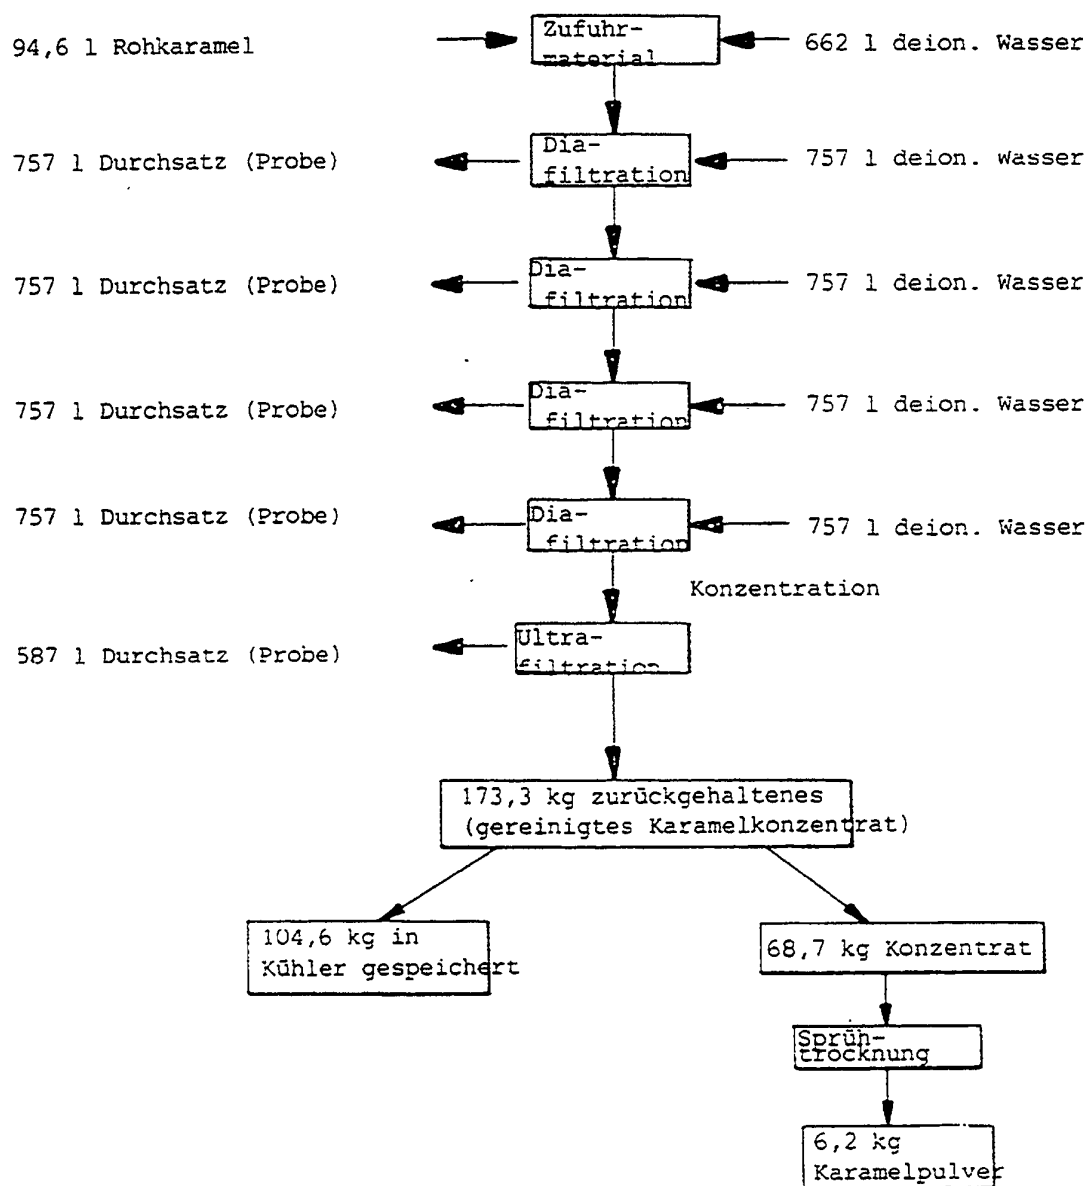 94,6 l Rohkaramel
Zufuhr-
material
662 l deion. Wasser
757 l Durchsatz (Probe)
Dia-
filtration
757 l deion. Wasser
757 l Durchsatz (Probe)
Dia-
filtration
757 l deion. Wasser
757 l Durchsatz (Probe)
Dia-
filtration
757 l deion. Wasser
757 l Durchsatz (Probe)
Dia-
filtration
757 l deion. Wasser
Konzentration
587 l Durchsatz (Probe)
Ultra-
filtration
173,3 kg zurückgehaltenes
(gereinigtes Karamelkonzentrat)
104,6 kg in
Kühler gespeichert
68,7 kg Konzentrat
Sprüh-
trocknung
6,2 kg
Karamelpulver